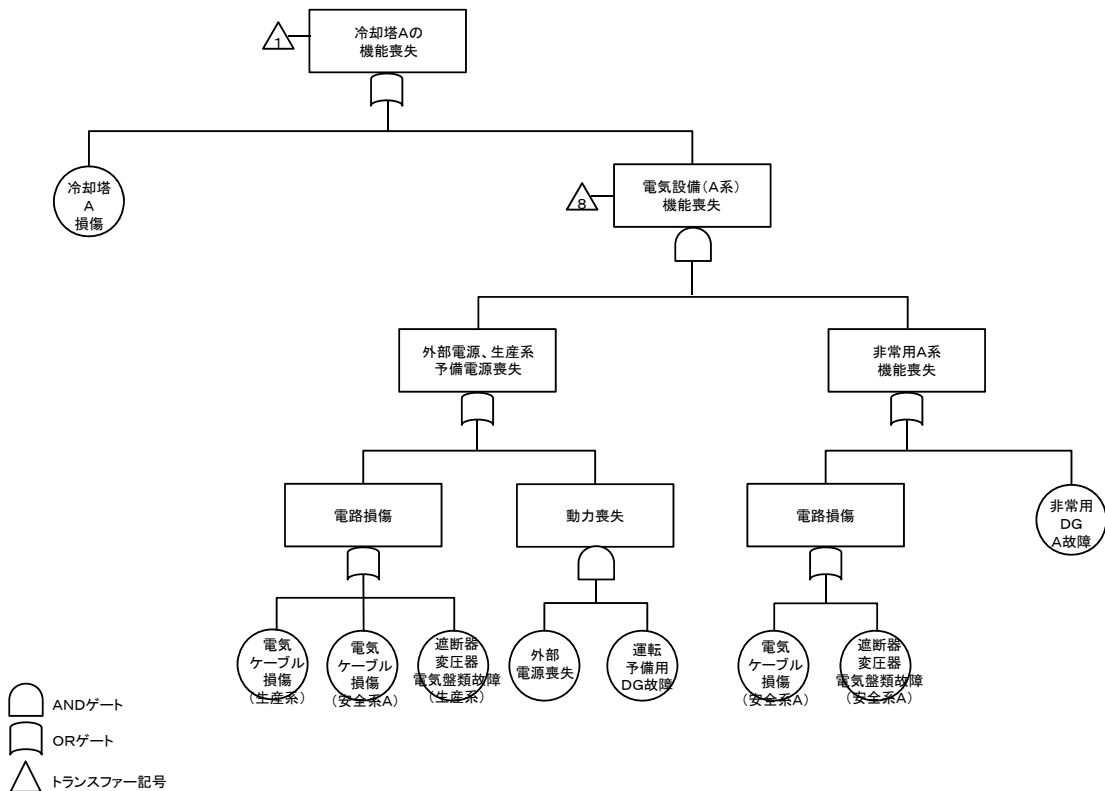 冷却塔Aの
機能喪失
1
冷却塔
A
損傷
電気設備(A系)
機能喪失
8
外部電源、生産系
予備電源喪失
非常用A系
機能喪失
電路損傷
動力喪失
電路損傷
非常用
DG
A故障
電気
ケーブル
損傷
(生産系)
電気
ケーブル
損傷
(安全系A)
遮断器
変圧器
電気盤類故障
(生産系)
外部
電源喪失
運転
予備用
DG故障
電気
ケーブル
損傷
(安全系A)
遮断器
変圧器
電気盤類故障
(安全系A)
ANDゲート
ORゲート
トランスファー記号